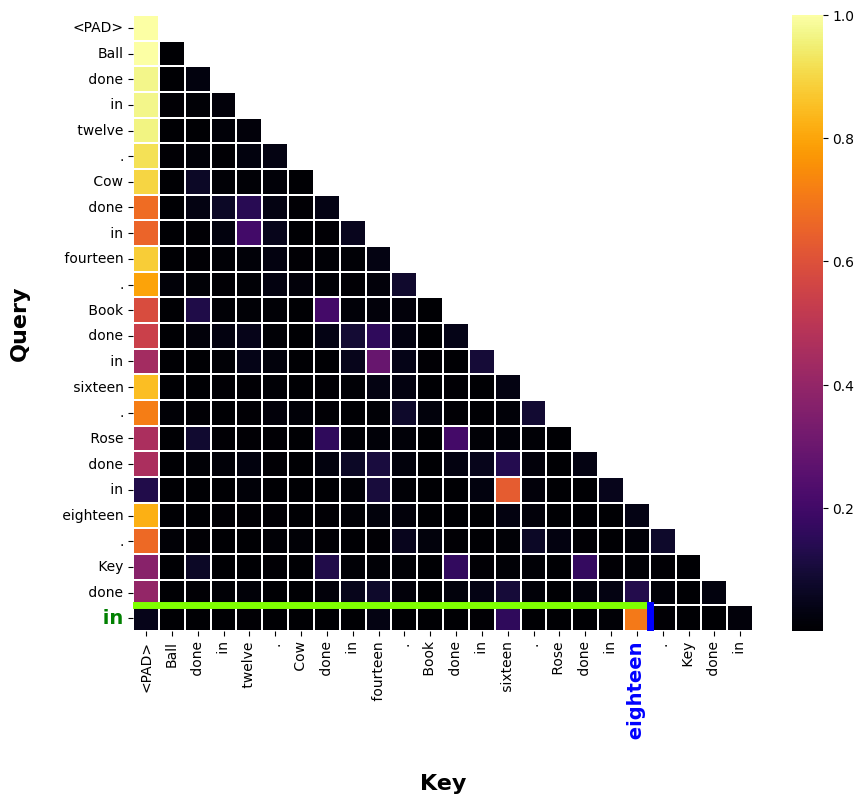 <PAD>
Ball
done
in
twelve
.
Cow
done
in
fourteen
.
Book
done
in
sixteen
.
Rose
done
in
eighteen
.
Key
done
in
Query
<PAD>
Ball
done
in
twelve
.
Cow
done
in
fourteen
.
Book
done
in
sixteen
.
Rose
done
in
eighteen
.
Key
done
in
Key
1.0
0.8
0.6
0.4
0.2